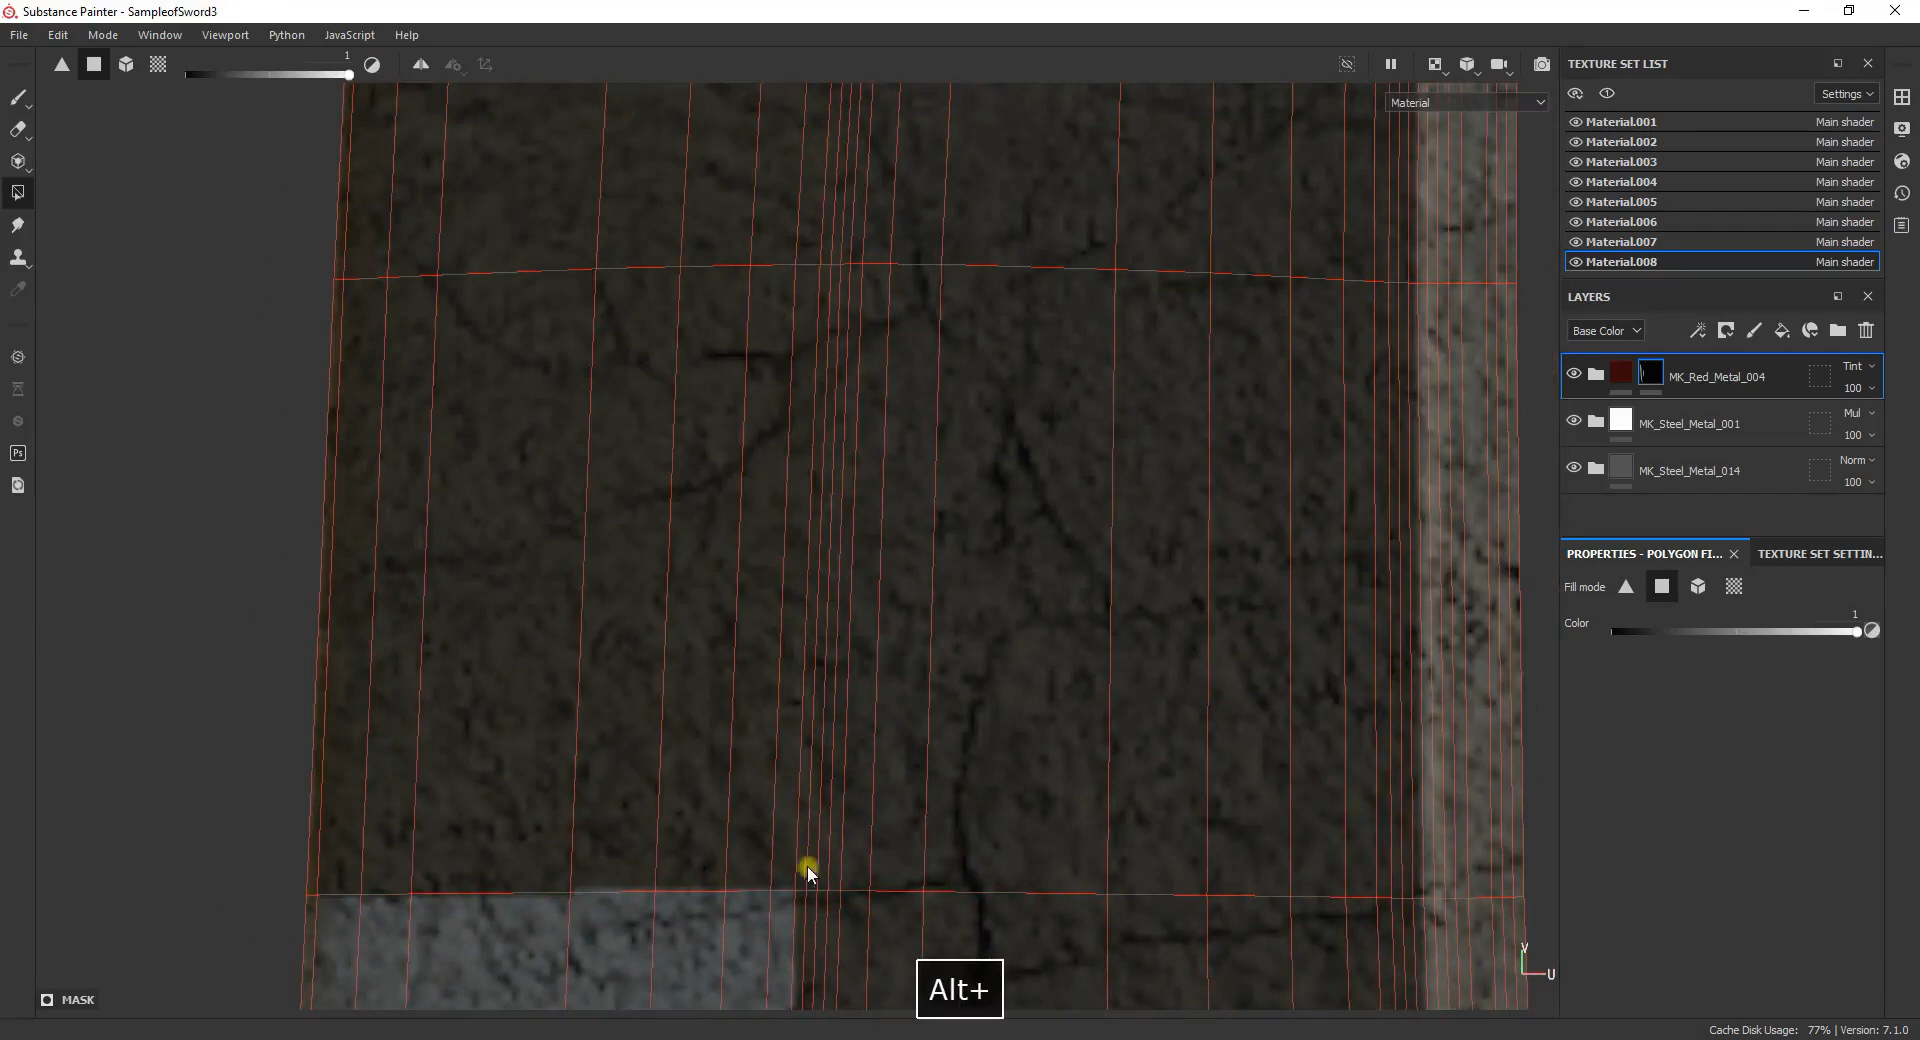 Substance Painter - SampleofSword3
File Edit Mode Window Viewport Python JavaScript Help
1
Material
TEXTURE SET LIST
Settings
Material.001 Main shader
Material.002 Main shader
Material.003 Main shader
Material.004 Main shader
Material.005 Main shader
Material.006 Main shader
Material.007 Main shader
Material.008 Main shader
LAYERS
Base Color
MK_Red_Metal_004 Tint 100
MK_Steel_Metal_001 Mul 100
MK_Steel_Metal_014 Norm 100
PROPERTIES - POLYGON FI... TEXTURE SET SETTIN...
Fill mode
Color 1
Ps
V
U
MASK
Alt+
Cache Disk Usage: 77% | Version: 7.1.0